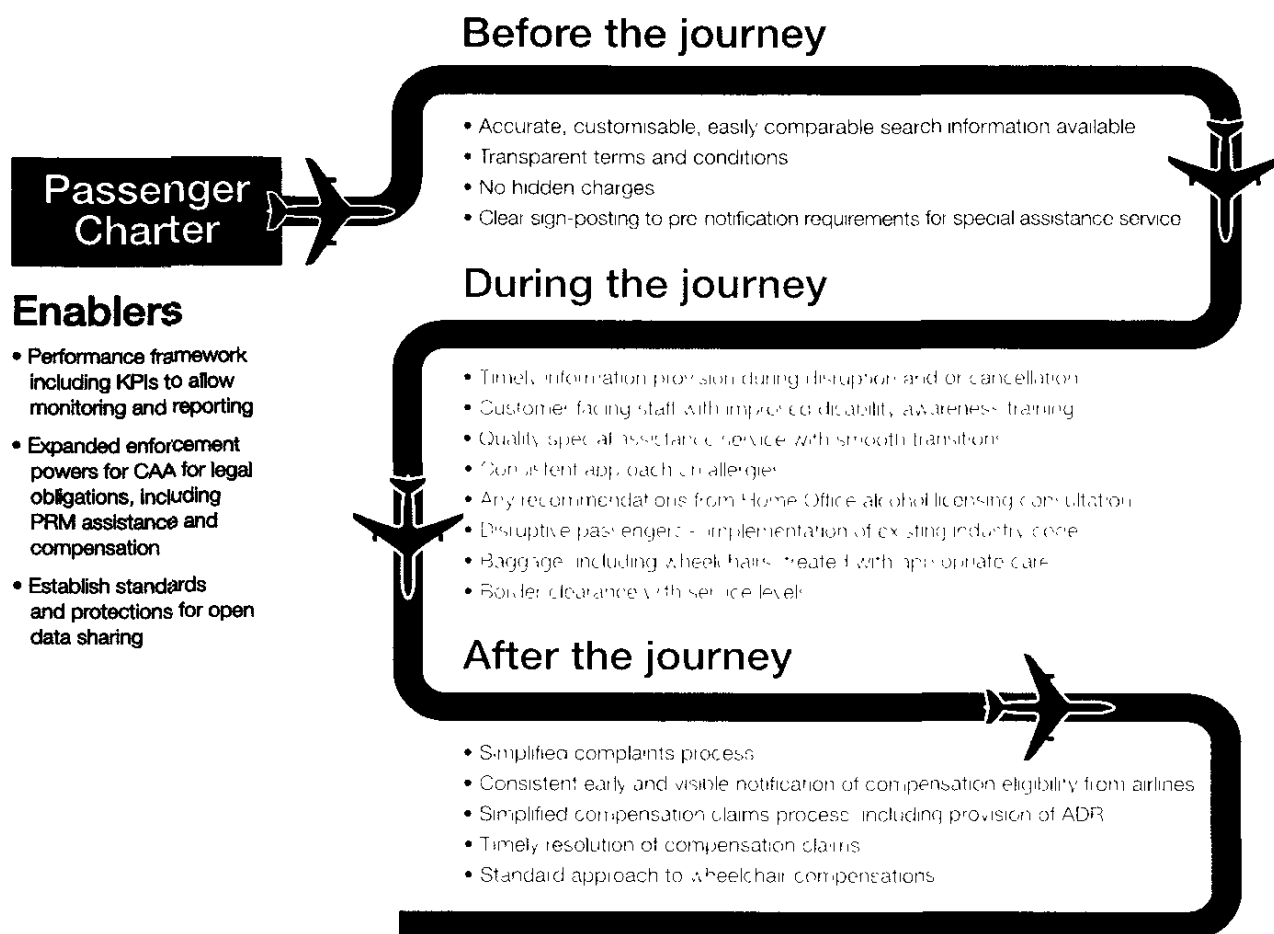 Before the journey
• Accurate, customisable, easily comparable search information available
• Transparent terms and conditions
• No hidden charges
• Clear sign-posting to pre notification requirements for special assistance service
Passenger
Charter
Enablers
• Performance framework
including KPIs to allow
monitoring and reporting
• Expanded enforcement
powers for CAA for legal
obligations, including
PRM assistance and
compensation
• Establish standards
and protections for open
data sharing
During the journey
• Timely information provision during disruption and or cancellation
• Customer facing staff with improved disability awareness training
• Quality special assistance service with smooth transitions
• Consistent approach on allergies
• Any recommendations from Home Office alcohol licensing consultation
• Disruptive passengers - implementation of existing industry code
• Baggage including wheelchairs treated with appropriate care
• Border clearance with service levels
After the journey
• Simplified complaints process
• Consistent early and visible notification of compensation eligibility from airlines
• Simplified compensation claims process including provision of ADR
• Timely resolution of compensation claims
• Standard approach to wheelchair compensations